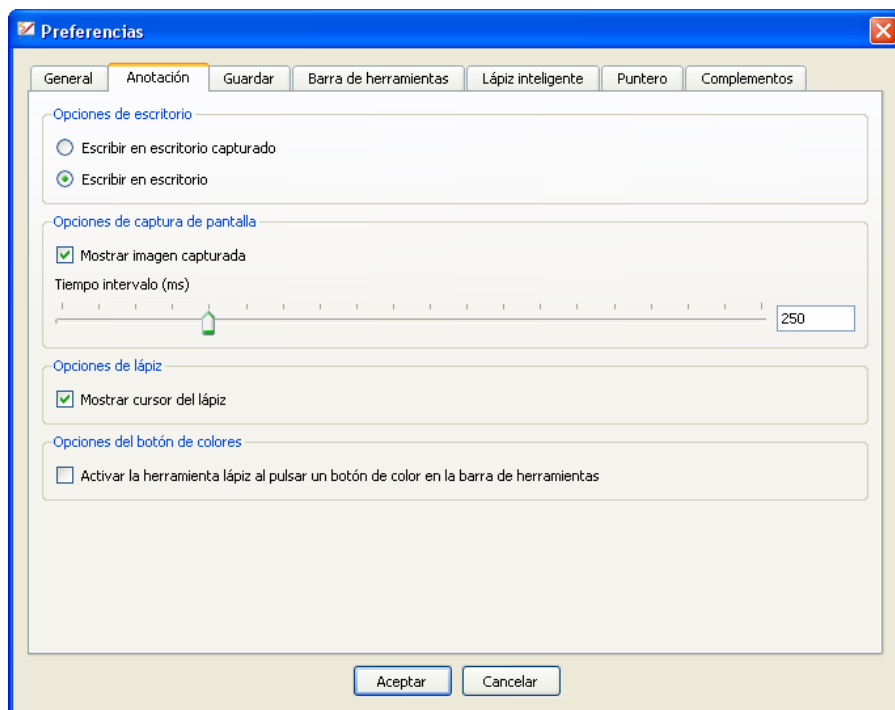 Preferencias
General Anotación Guardar Barra de herramientas Lápiz inteligente Puntero Complementos
Opciones de escritorio
Escribir en escritorio capturado
Escribir en escritorio
Opciones de captura de pantalla
Mostrar imagen capturada
Tiempo intervalo (ms)
250
Opciones de lápiz
Mostrar cursor del lápiz
Opciones del botón de colores
Activar la herramienta lápiz al pulsar un botón de color en la barra de herramientas
Aceptar Cancelar